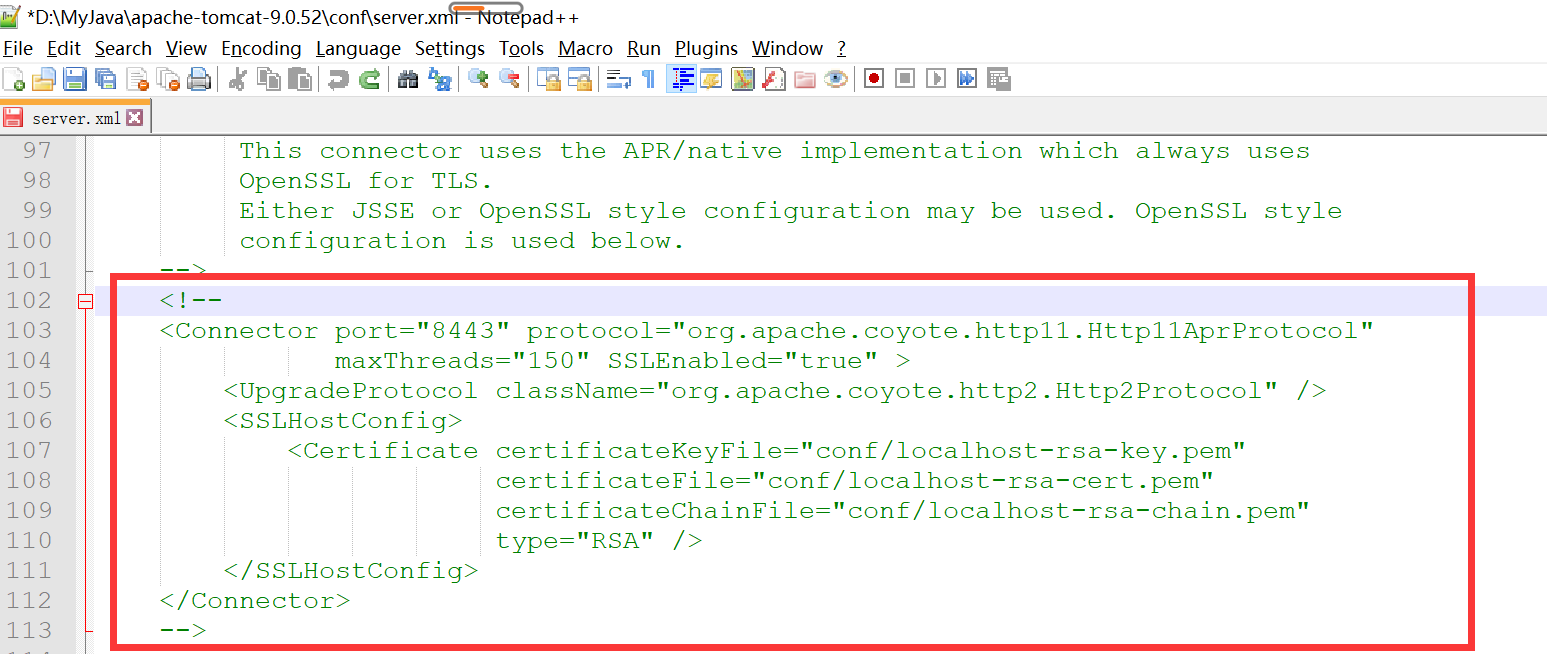 *D:\MyJava\apache-tomcat-9.0.52\conf\server.xml - Notepad++
File Edit Search View Encoding Language Settings Tools Macro Run Plugins Window ?
server.xml
97 This connector uses the APR/native implementation which always uses
98 OpenSSL for TLS.
99 Either JSSE or OpenSSL style configuration may be used. OpenSSL style
100 configuration is used below.
101 -->
102 <!--
103 <Connector port="8443" protocol="org.apache.coyote.http11.Http11AprProtocol"
104 maxThreads="150" SSLEnabled="true" >
105 <UpgradeProtocol className="org.apache.coyote.http2.Http2Protocol" />
106 <SSLHostConfig>
107 <Certificate certificateKeyFile="conf/localhost-rsa-key.pem"
108 certificateFile="conf/localhost-rsa-cert.pem"
109 certificateChainFile="conf/localhost-rsa-chain.pem"
110 type="RSA" />
111 </SSLHostConfig>
112 </Connector>
113 -->